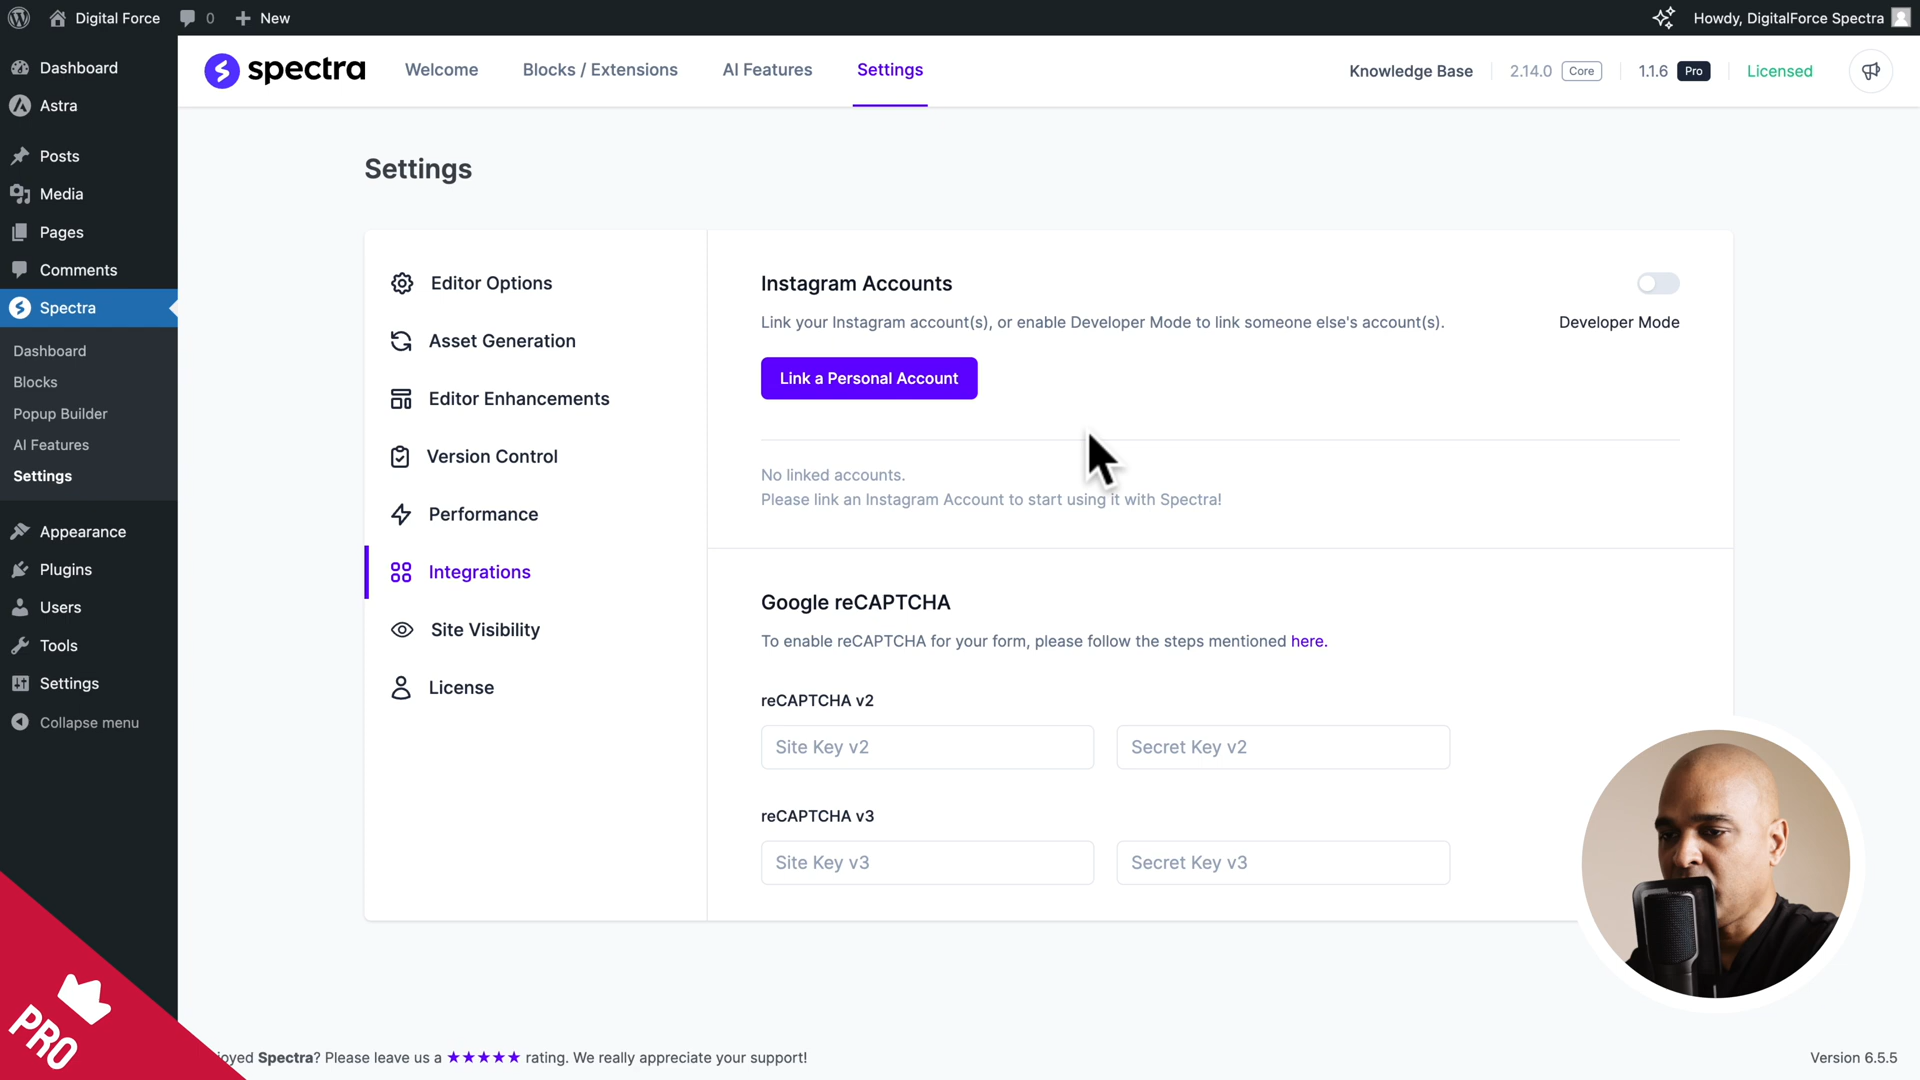 Digital Force
0
New
Howdy, DigitalForce Spectra
Dashboard
Astra
Posts
Media
Pages
Comments
Spectra
Dashboard
Blocks
Popup Builder
AI Features
Settings
Appearance
Plugins
Users
Tools
Settings
Collapse menu
PRO
spectra
Welcome
Blocks / Extensions
AI Features
Settings
Knowledge Base
2.14.0 Core
1.1.6 Pro
Licensed
Settings
Editor Options
Asset Generation
Editor Enhancements
Version Control
Performance
Integrations
Site Visibility
License
Instagram Accounts
Link your Instagram account(s), or enable Developer Mode to link someone else's account(s).
Developer Mode
Link a Personal Account
No linked accounts.
Please link an Instagram Account to start using it with Spectra!
Google reCAPTCHA
To enable reCAPTCHA for your form, please follow the steps mentioned here.
reCAPTCHA v2
Site Key v2
Secret Key v2
reCAPTCHA v3
Site Key v3
Secret Key v3
Spectra? Please leave us a ★★★★★ rating. We really appreciate your support!
Version 6.5.5